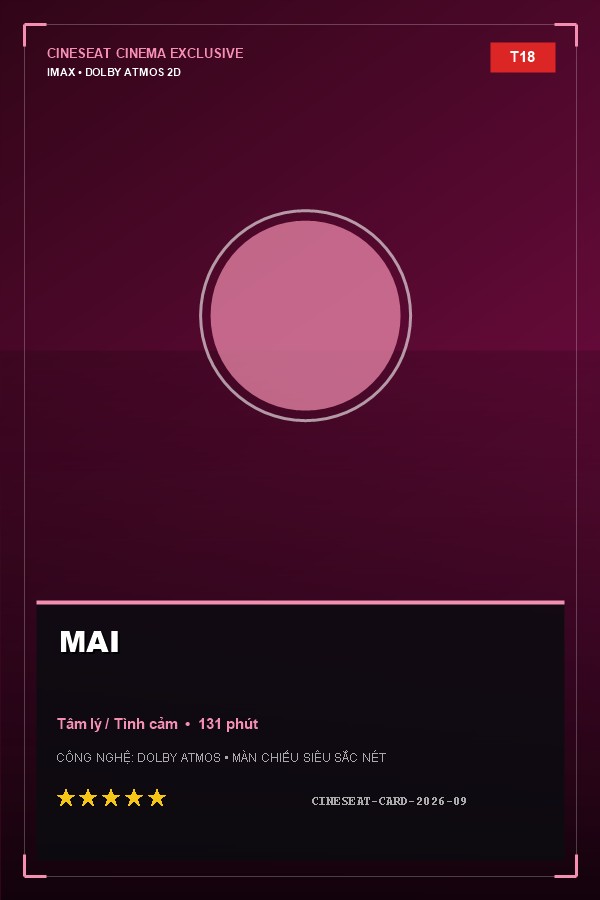 CINESEAT CINEMA EXCLUSIVE
IMAX • DOLBY ATMOS 2D
T18
MAI
Tâm lý / Tình cảm • 131 phút
CÔNG NGHỆ: DOLBY ATMOS • MÀN CHIẾU SIÊU SẮC NÉT
CINESEAT-CARD-2026-09